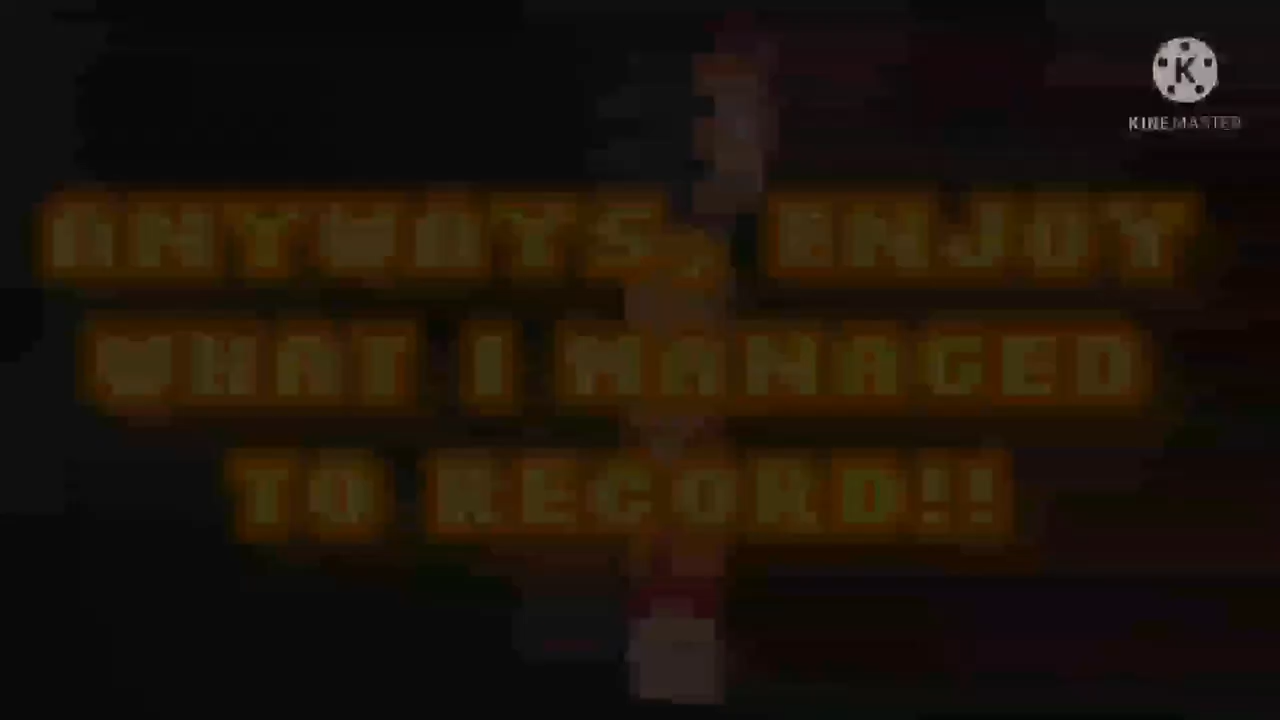 K
KINEMASTER
ANYWAYS, ENJOY
WHAT I MANAGED
TO RECORD!!